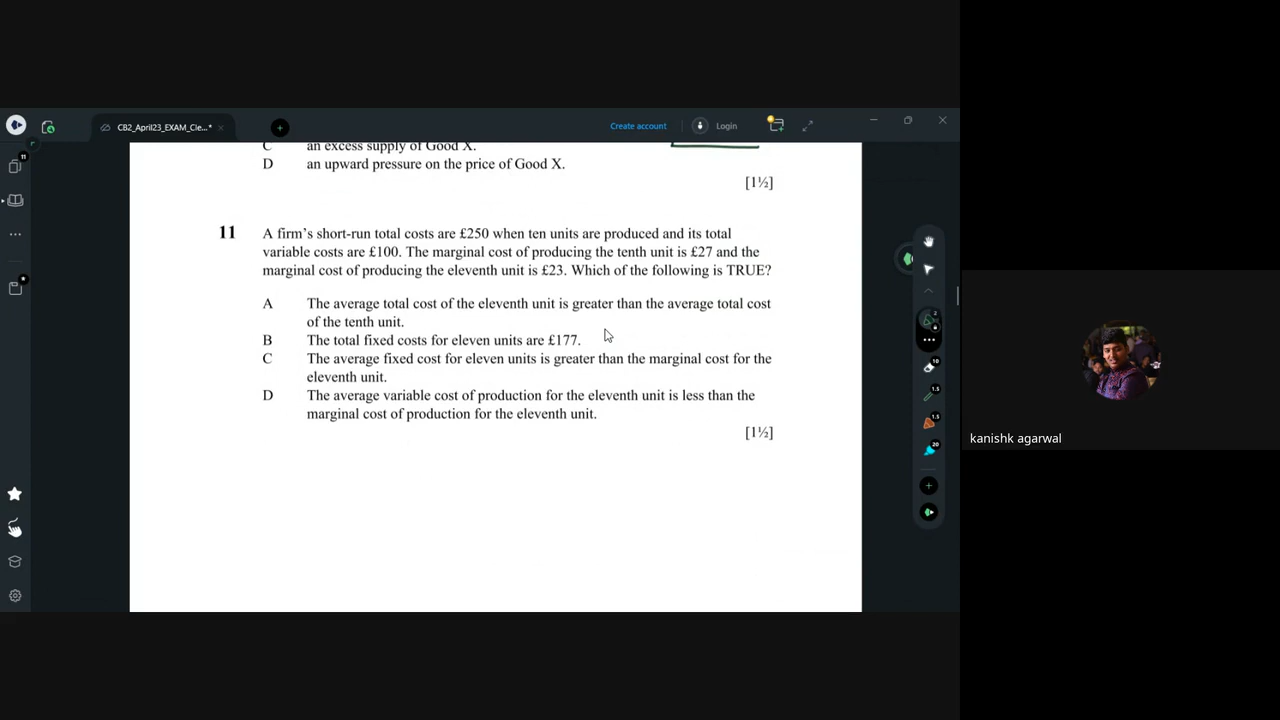 CB2_April23_EXAM_Cle...*
Create account
Login
C an excess supply of Good X.
D an upward pressure on the price of Good X.
[1½]
11 A firm's short-run total costs are £250 when ten units are produced and its total
variable costs are £100. The marginal cost of producing the tenth unit is £27 and the
marginal cost of producing the eleventh unit is £23. Which of the following is TRUE?
A The average total cost of the eleventh unit is greater than the average total cost
of the tenth unit.
B The total fixed costs for eleven units are £177.
C The average fixed cost for eleven units is greater than the marginal cost for the
eleventh unit.
D The average variable cost of production for the eleventh unit is less than the
marginal cost of production for the eleventh unit.
[1½]
kanishk agarwal